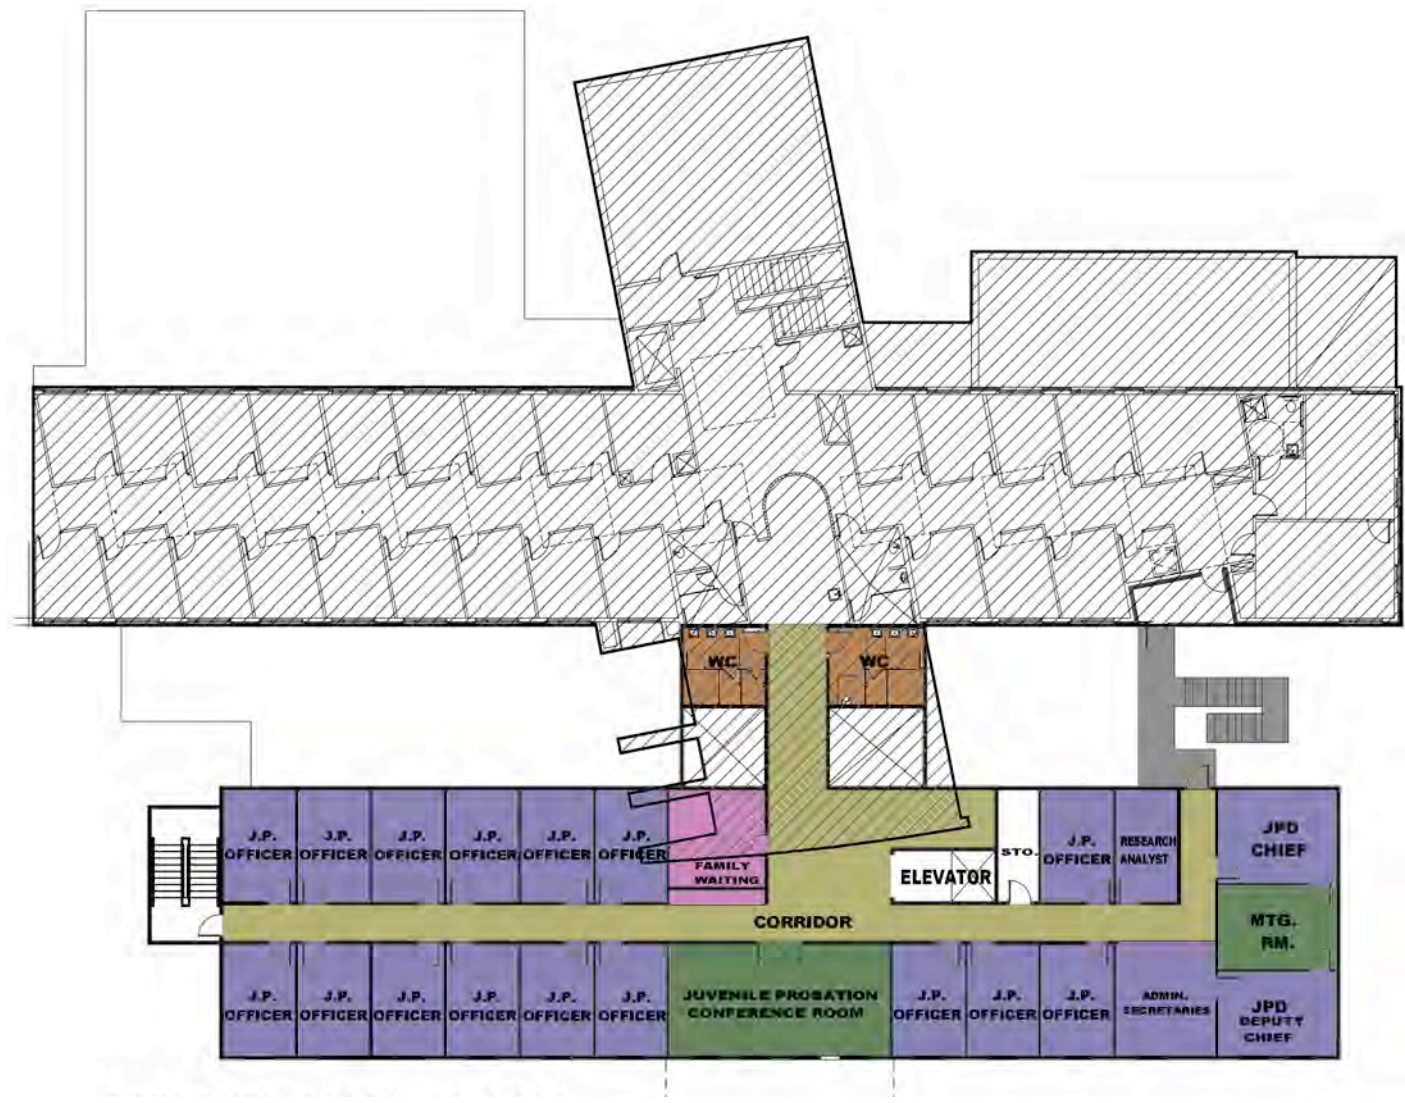 WC
WC
J.P.
OFFICER
J.P.
OFFICER
J.P.
OFFICER
J.P.
OFFICER
J.P.
OFFICER
J.P.
OFFICER
FAMILY
WAITING
ELEVATOR
STO.
J.P.
OFFICER
RESEARCH
ANALYST
JPD
CHIEF
CORRIDOR
MTG.
RM.
J.P.
OFFICER
J.P.
OFFICER
J.P.
OFFICER
J.P.
OFFICER
J.P.
OFFICER
J.P.
OFFICER
JUVENILE PROBATION
CONFERENCE ROOM
J.P.
OFFICER
J.P.
OFFICER
J.P.
OFFICER
ADMIN.
SECRETARIES
JPD
DEPUTY
CHIEF